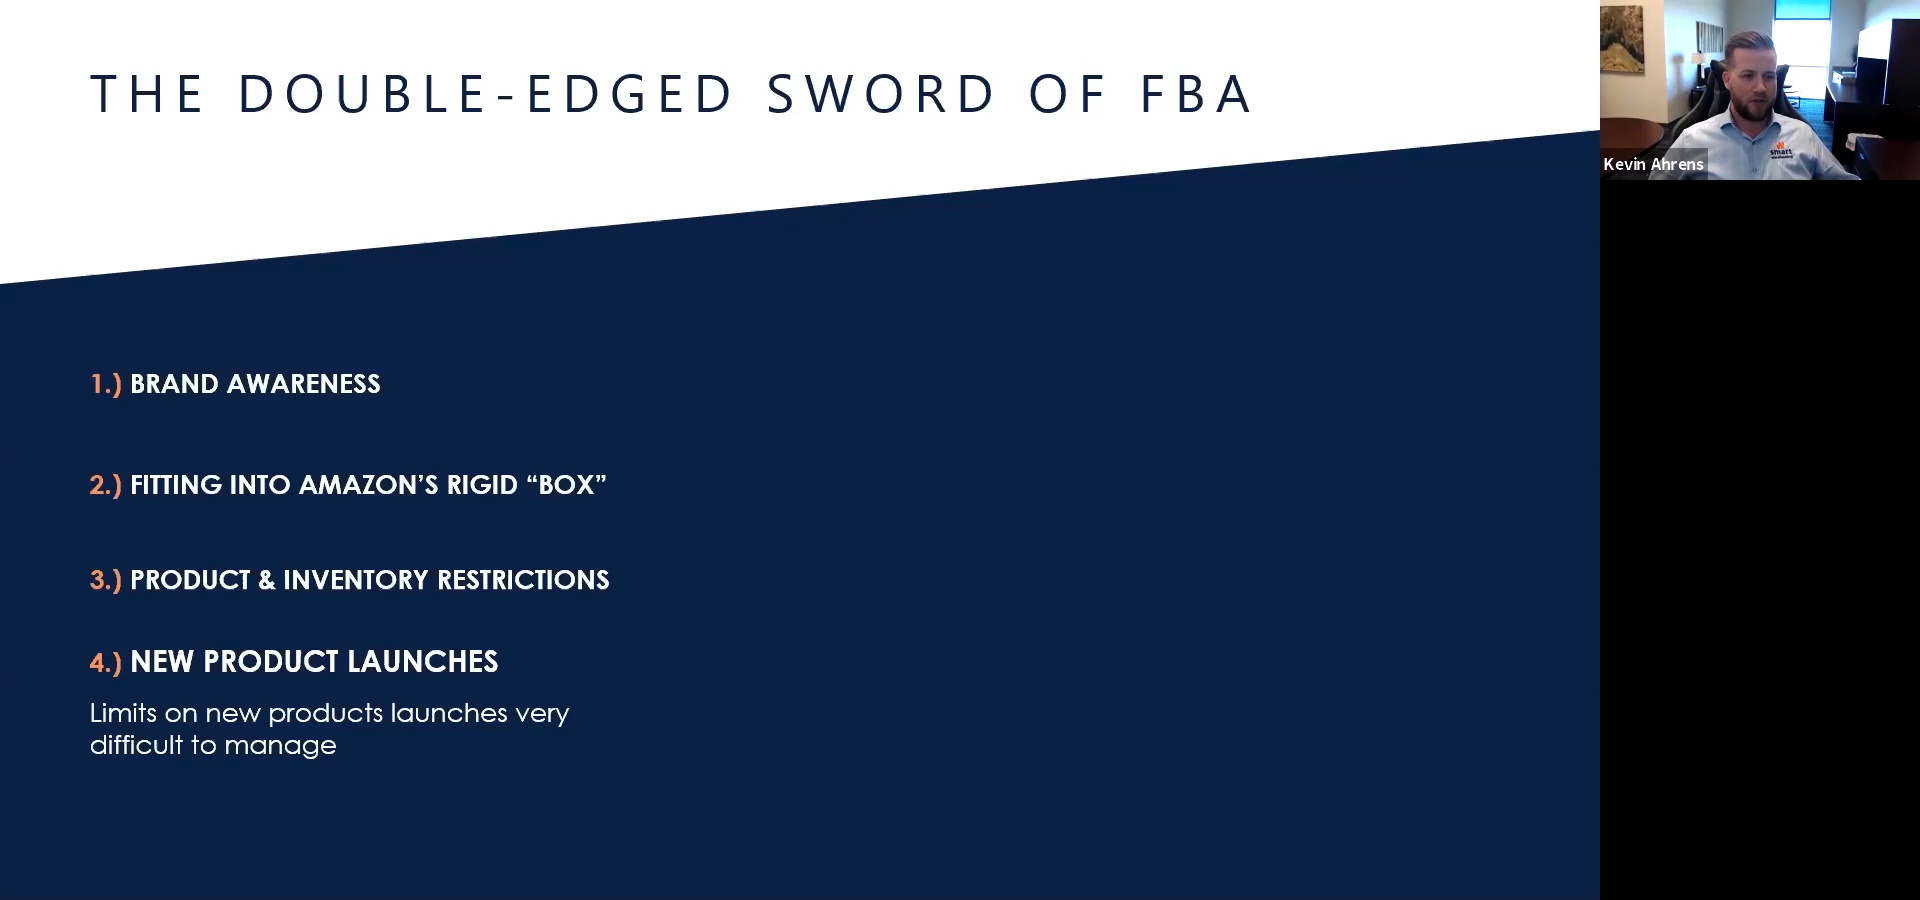 THE DOUBLE-EDGED SWORD OF FBA
1.) BRAND AWARENESS
2.) FITTING INTO AMAZON’S RIGID “BOX”
3.) PRODUCT & INVENTORY RESTRICTIONS
4.) NEW PRODUCT LAUNCHES
Limits on new products launches very
difficult to manage
smart
Kevin Ahrens